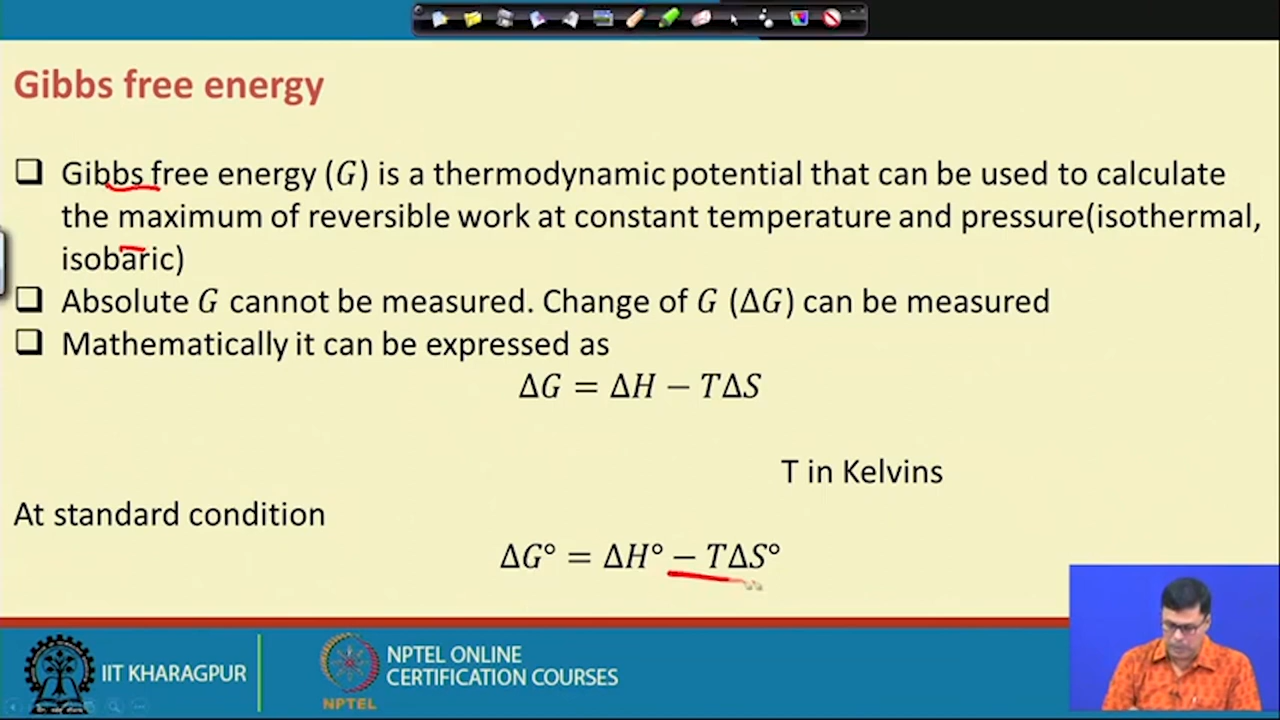 Gibbs free energy
❑ Gibbs free energy (𝐺) is a thermodynamic potential that can be used to calculate
the maximum of reversible work at constant temperature and pressure(isothermal,
isobaric)
❑ Absolute 𝐺 cannot be measured. Change of 𝐺 (Δ𝐺) can be measured
❑ Mathematically it can be expressed as
Δ𝐺 = Δ𝐻 − 𝑇Δ𝑆
T in Kelvins
At standard condition
Δ𝐺° = Δ𝐻° − 𝑇Δ𝑆°
IIT KHARAGPUR
NPTEL
NPTEL ONLINE
CERTIFICATION COURSES